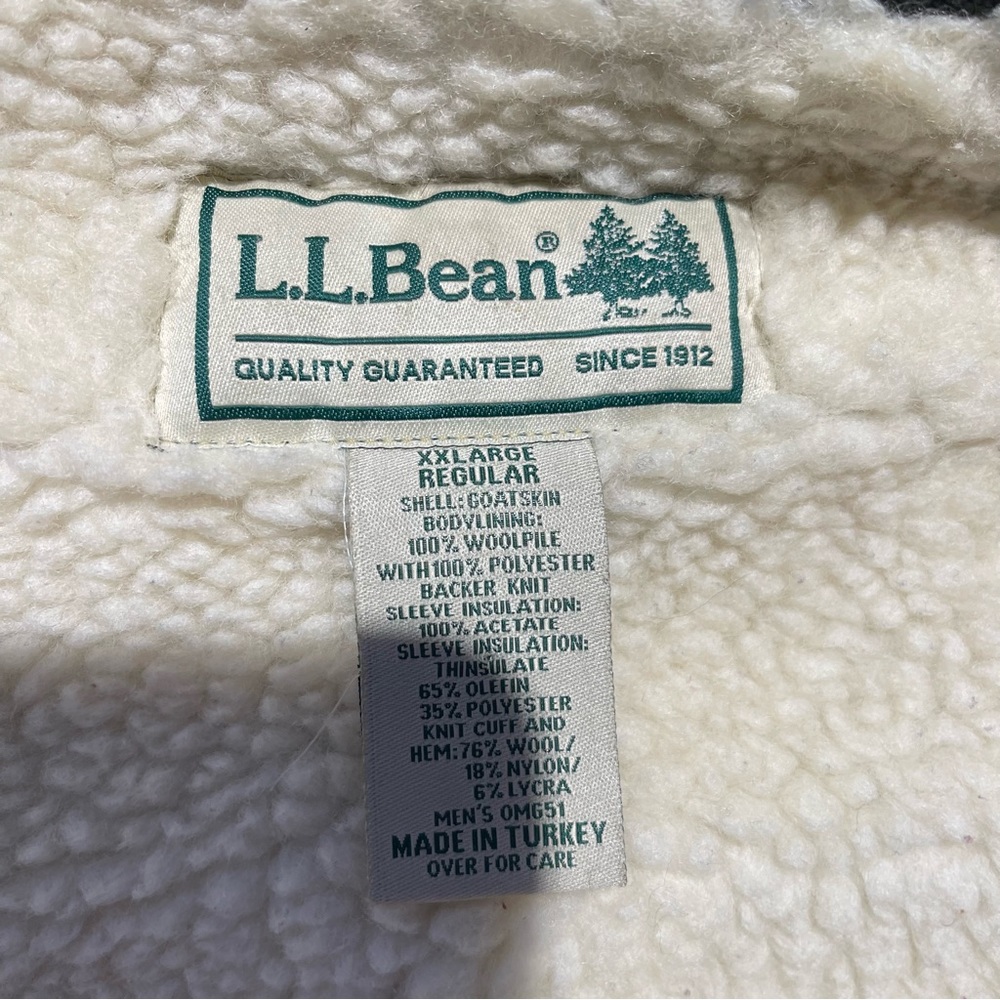 L.L.Bean®
QUALITY GUARANTEED SINCE 1912
XXLARGE
REGULAR
SHELL: GOATSKIN
BODYLINING:
100% WOOLPILE
WITH 100% POLYESTER
BACKER KNIT
SLEEVE INSULATION:
100% ACETATE
SLEEVE INSULATION:
THINSULATE
65% OLEFIN
35% POLYESTER
KNIT CUFF AND
HEM: 76% WOOL/
18% NYLON/
6% LYCRA
MEN'S OMG51
MADE IN TURKEY
OVER FOR CARE